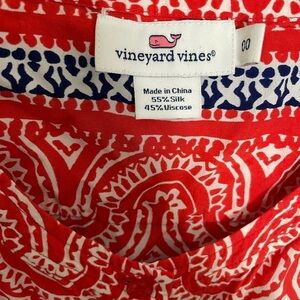 vineyard vines®
00
Made in China
55% Silk
45% Viscose